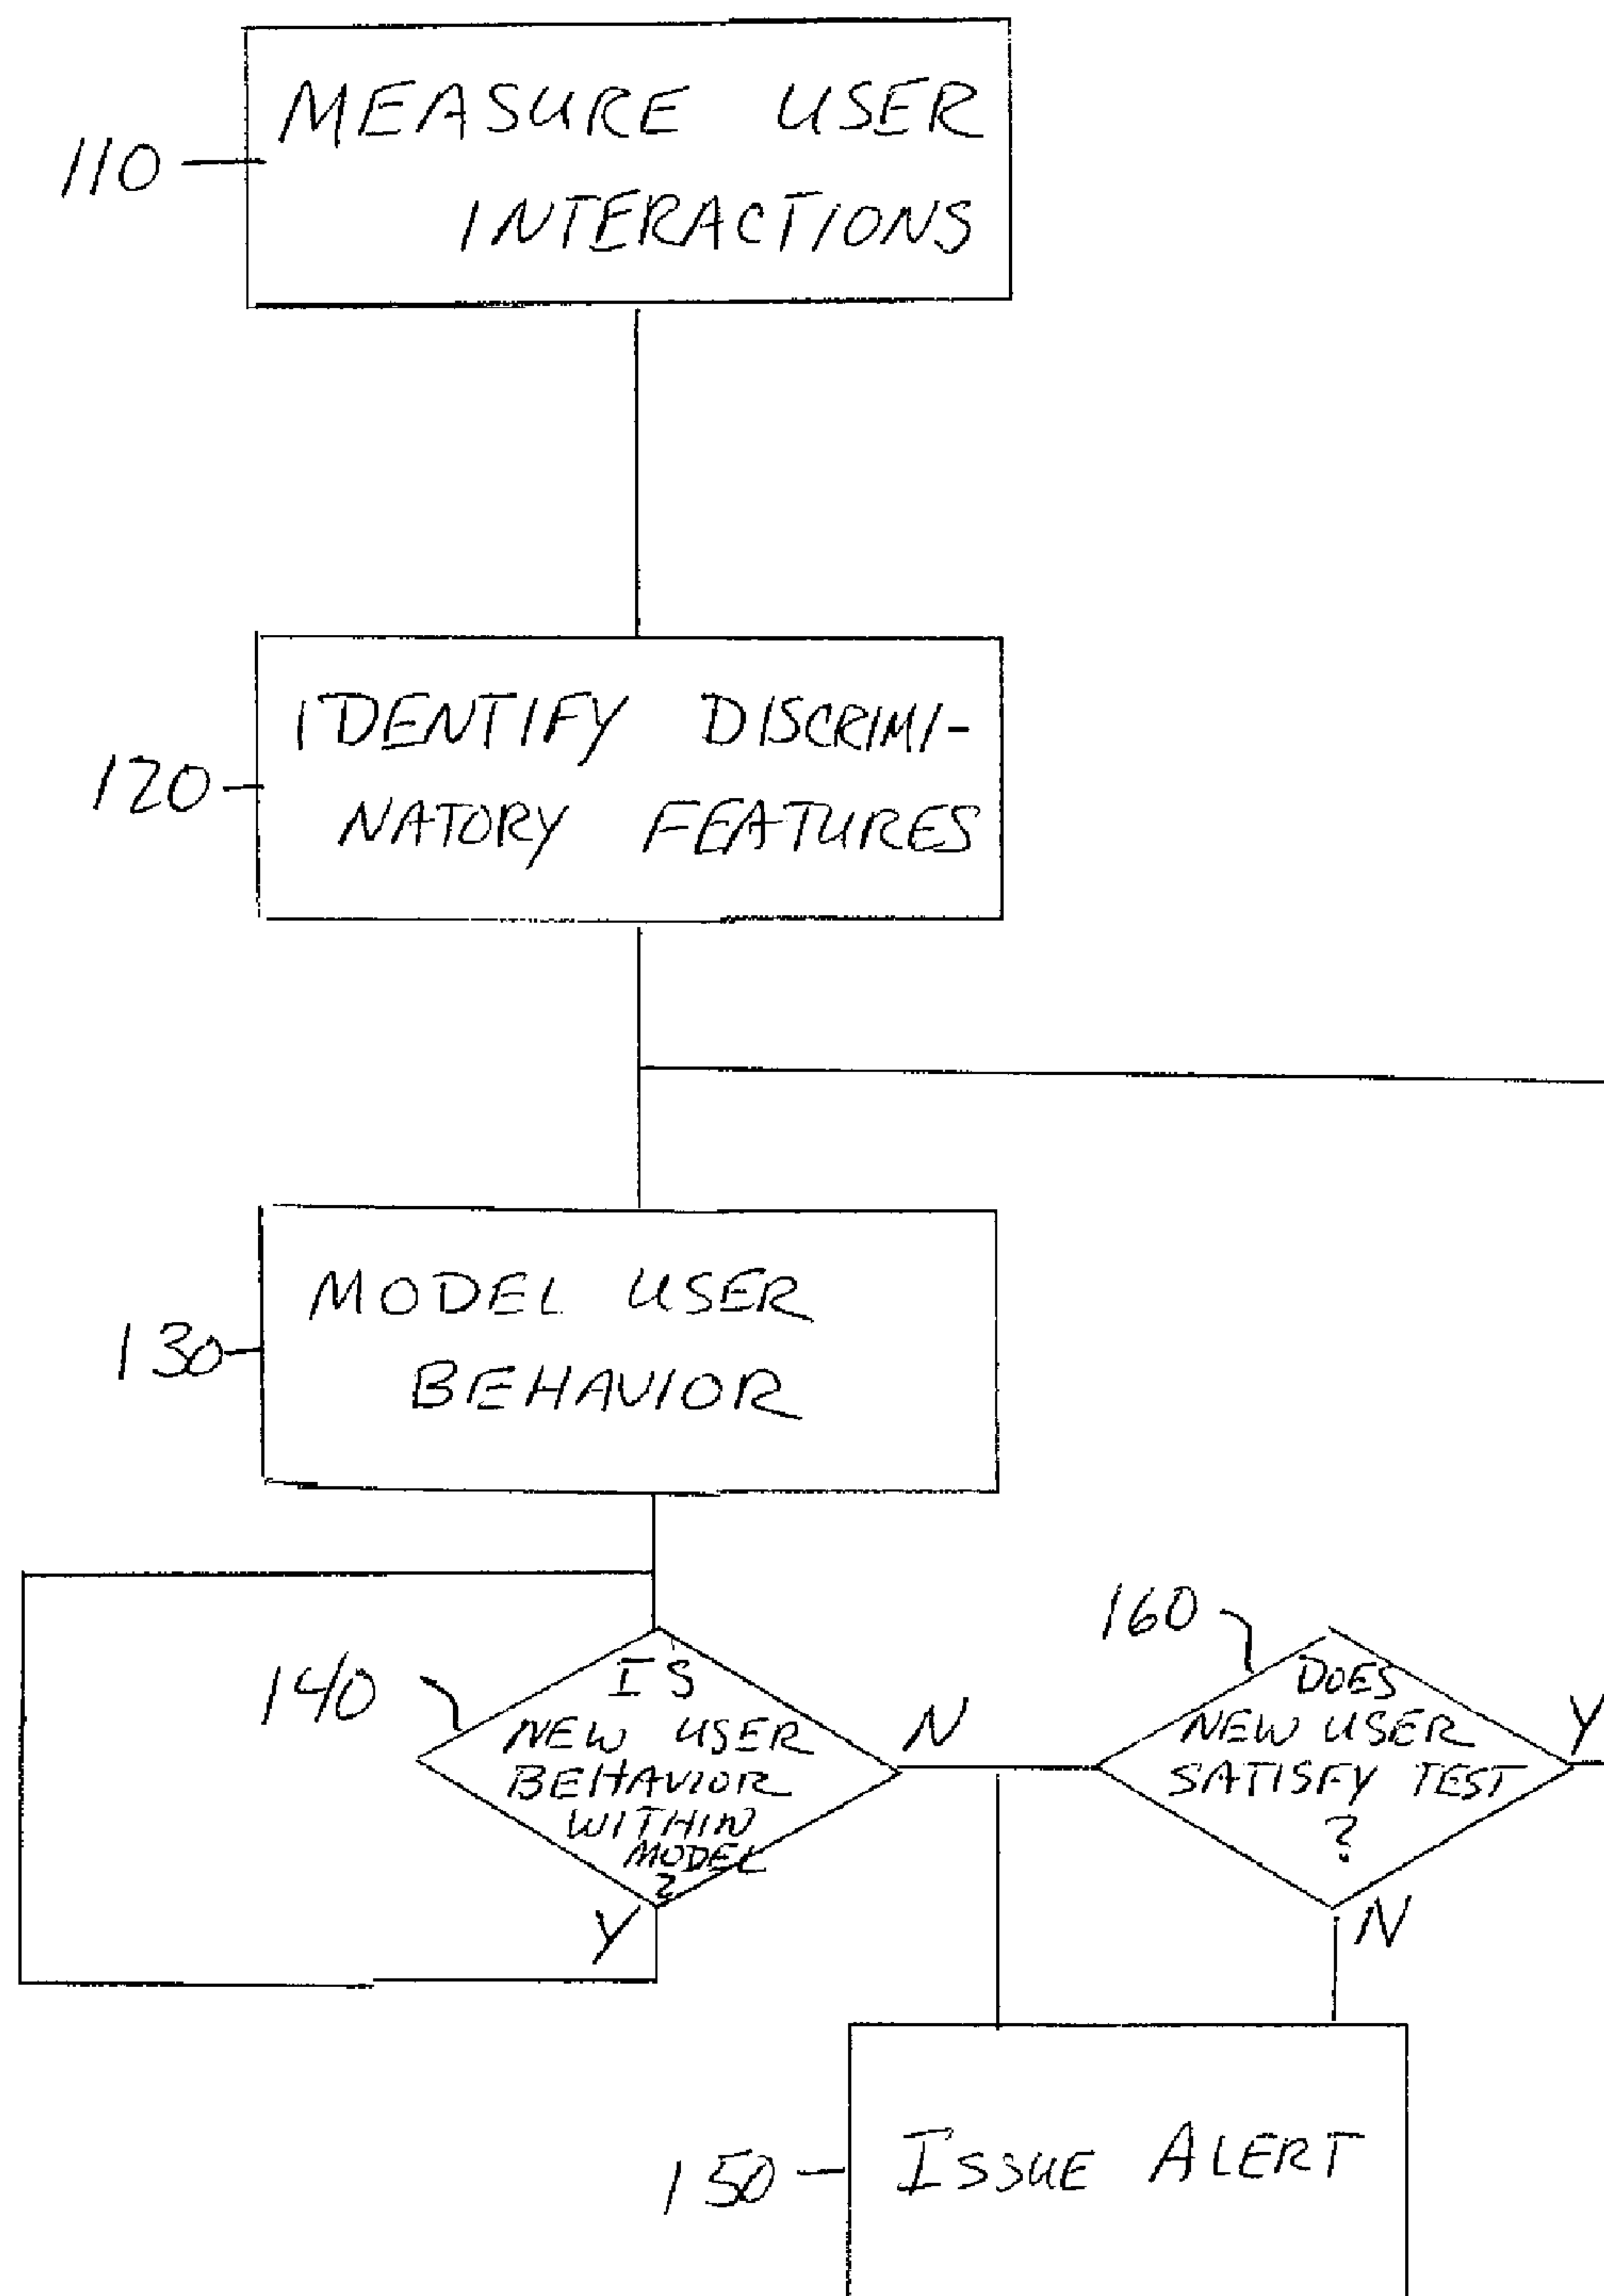 MEASURE USER
110
INTERACTIONS
IDENTIFY DISCRIMI-
120
NATORY FEATURES
MODEL USER
130
BEHAVIOR
160
140
IS
NEW USER
BEHAVIOR
WITHIN
MODEL
?
Y
N
DOES
NEW USER
SATISFY TEST
?
Y
N
150
ISSUE ALERT